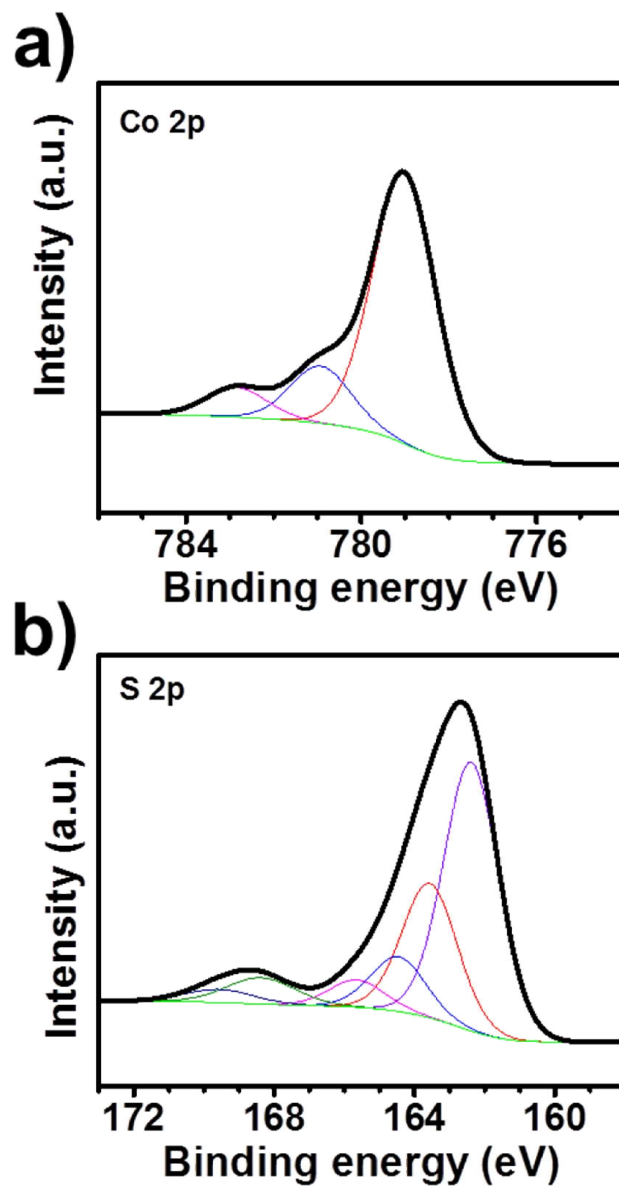 a)
Co 2p
Intensity (a.u.)
784 780 776
Binding energy (eV)
b)
S 2p
Intensity (a.u.)
172 168 164 160
Binding energy (eV)